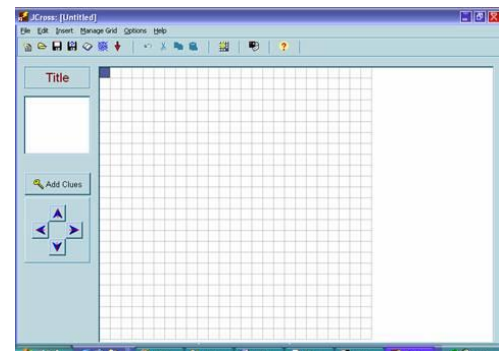 JCross: [Untitled]
File Edit Insert Manage Grid Options Help
Title
Add Clues